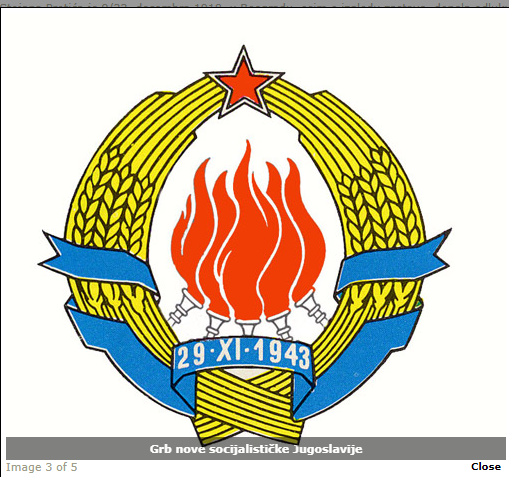 29·XI·1943
Grb nove socijalističke Jugoslavije
Image 3 of 5
Close